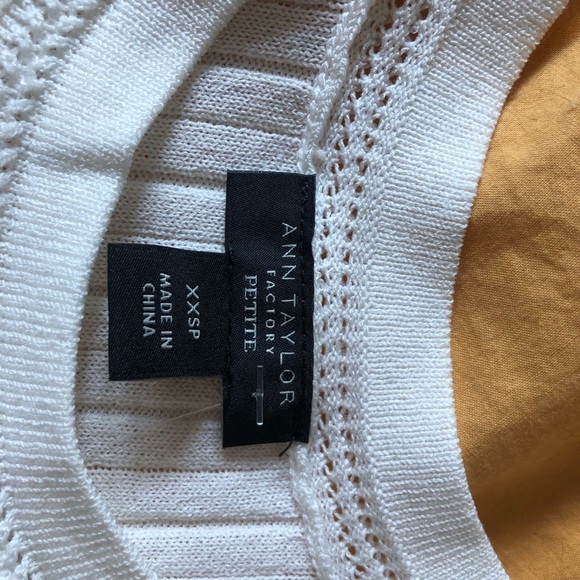 ANN TAYLOR
FACTORY
PETITE
XXSP
MADE IN
CHINA